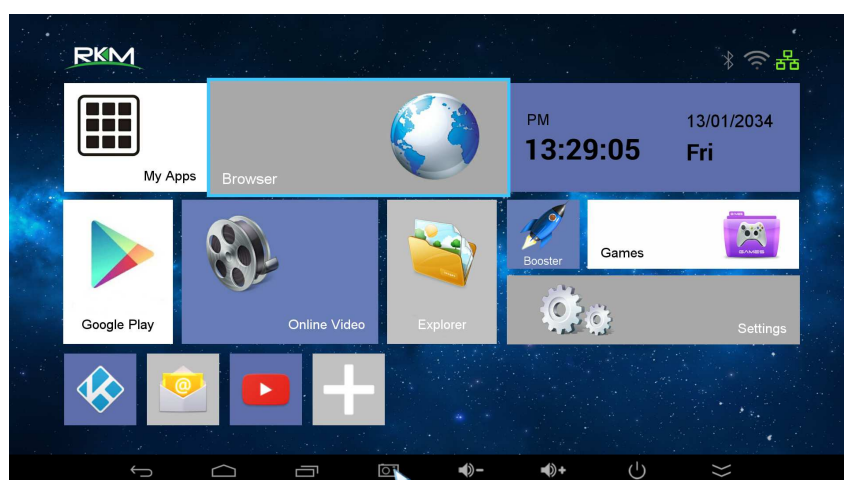 RKM
PM
13/01/2034
13:29:05
Fri
My Apps
Browser
Google Play
Online Video
Explorer
Booster
Games
GAMES
Settings
@